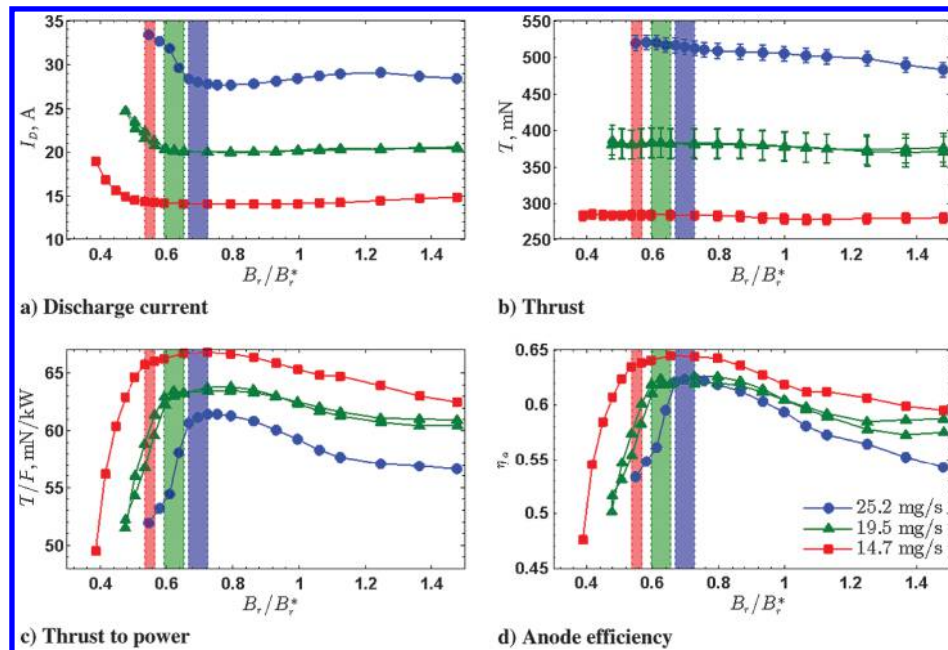 35
30
25
20
15
10
I_D, A
0.4 0.6 0.8 1 1.2 1.4
B_r/B_r^*
a) Discharge current
550
500
450
400
350
300
250
T, mN
0.4 0.6 0.8 1 1.2 1.4
B_r/B_r^*
b) Thrust
65
60
55
50
T/P, mN/kW
0.4 0.6 0.8 1 1.2 1.4
B_r/B_r^*
c) Thrust to power
0.65
0.6
0.55
0.5
0.45
η_a
25.2 mg/s
19.5 mg/s
14.7 mg/s
0.4 0.6 0.8 1 1.2 1.4
B_r/B_r^*
d) Anode efficiency